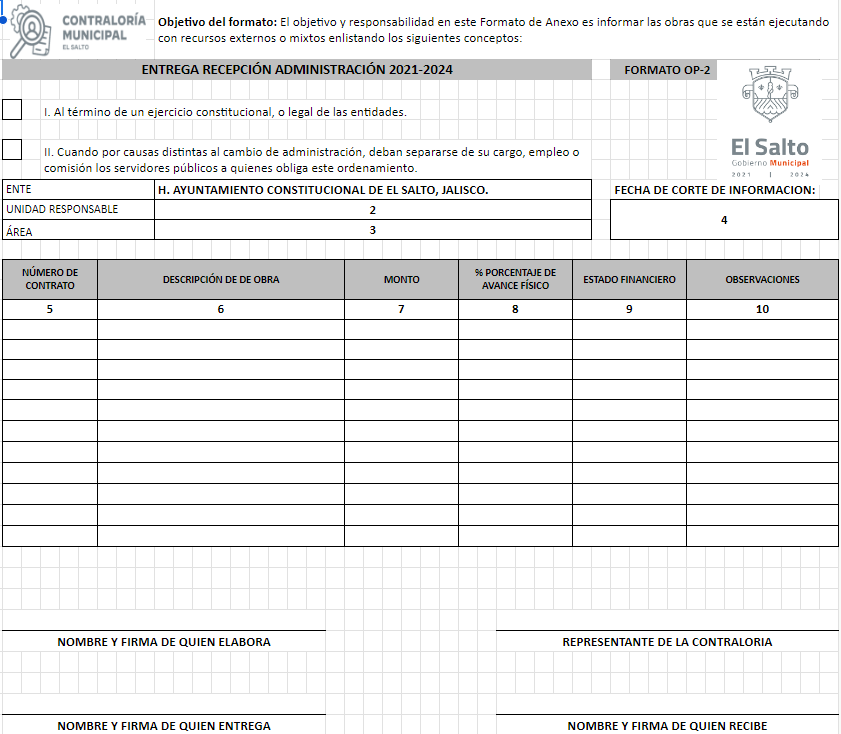 CONTRALORÍA
MUNICIPAL
EL SALTO
Objetivo del formato: El objetivo y responsabilidad en este Formato de Anexo es informar las obras que se están ejecutando
con recursos externos o mixtos enlistando los siguientes conceptos:
ENTREGA RECEPCIÓN ADMINISTRACIÓN 2021-2024
FORMATO OP-2
I. Al término de un ejercicio constitucional, o legal de las entidades.
II. Cuando por causas distintas al cambio de administración, deban separarse de su cargo, empleo o
comisión los servidores públicos a quienes obliga este ordenamiento.
El Salto
Gobierno Municipal
2021 | 2024
ENTE
H. AYUNTAMIENTO CONSTITUCIONAL DE EL SALTO, JALISCO.
FECHA DE CORTE DE INFORMACION:
UNIDAD RESPONSABLE
2
4
ÁREA
3
NÚMERO DE
CONTRATO
DESCRIPCIÓN DE DE OBRA
MONTO
% PORCENTAJE DE
AVANCE FÍSICO
ESTADO FINANCIERO
OBSERVACIONES
5
6
7
8
9
10
NOMBRE Y FIRMA DE QUIEN ELABORA
REPRESENTANTE DE LA CONTRALORIA
NOMBRE Y FIRMA DE QUIEN ENTREGA
NOMBRE Y FIRMA DE QUIEN RECIBE